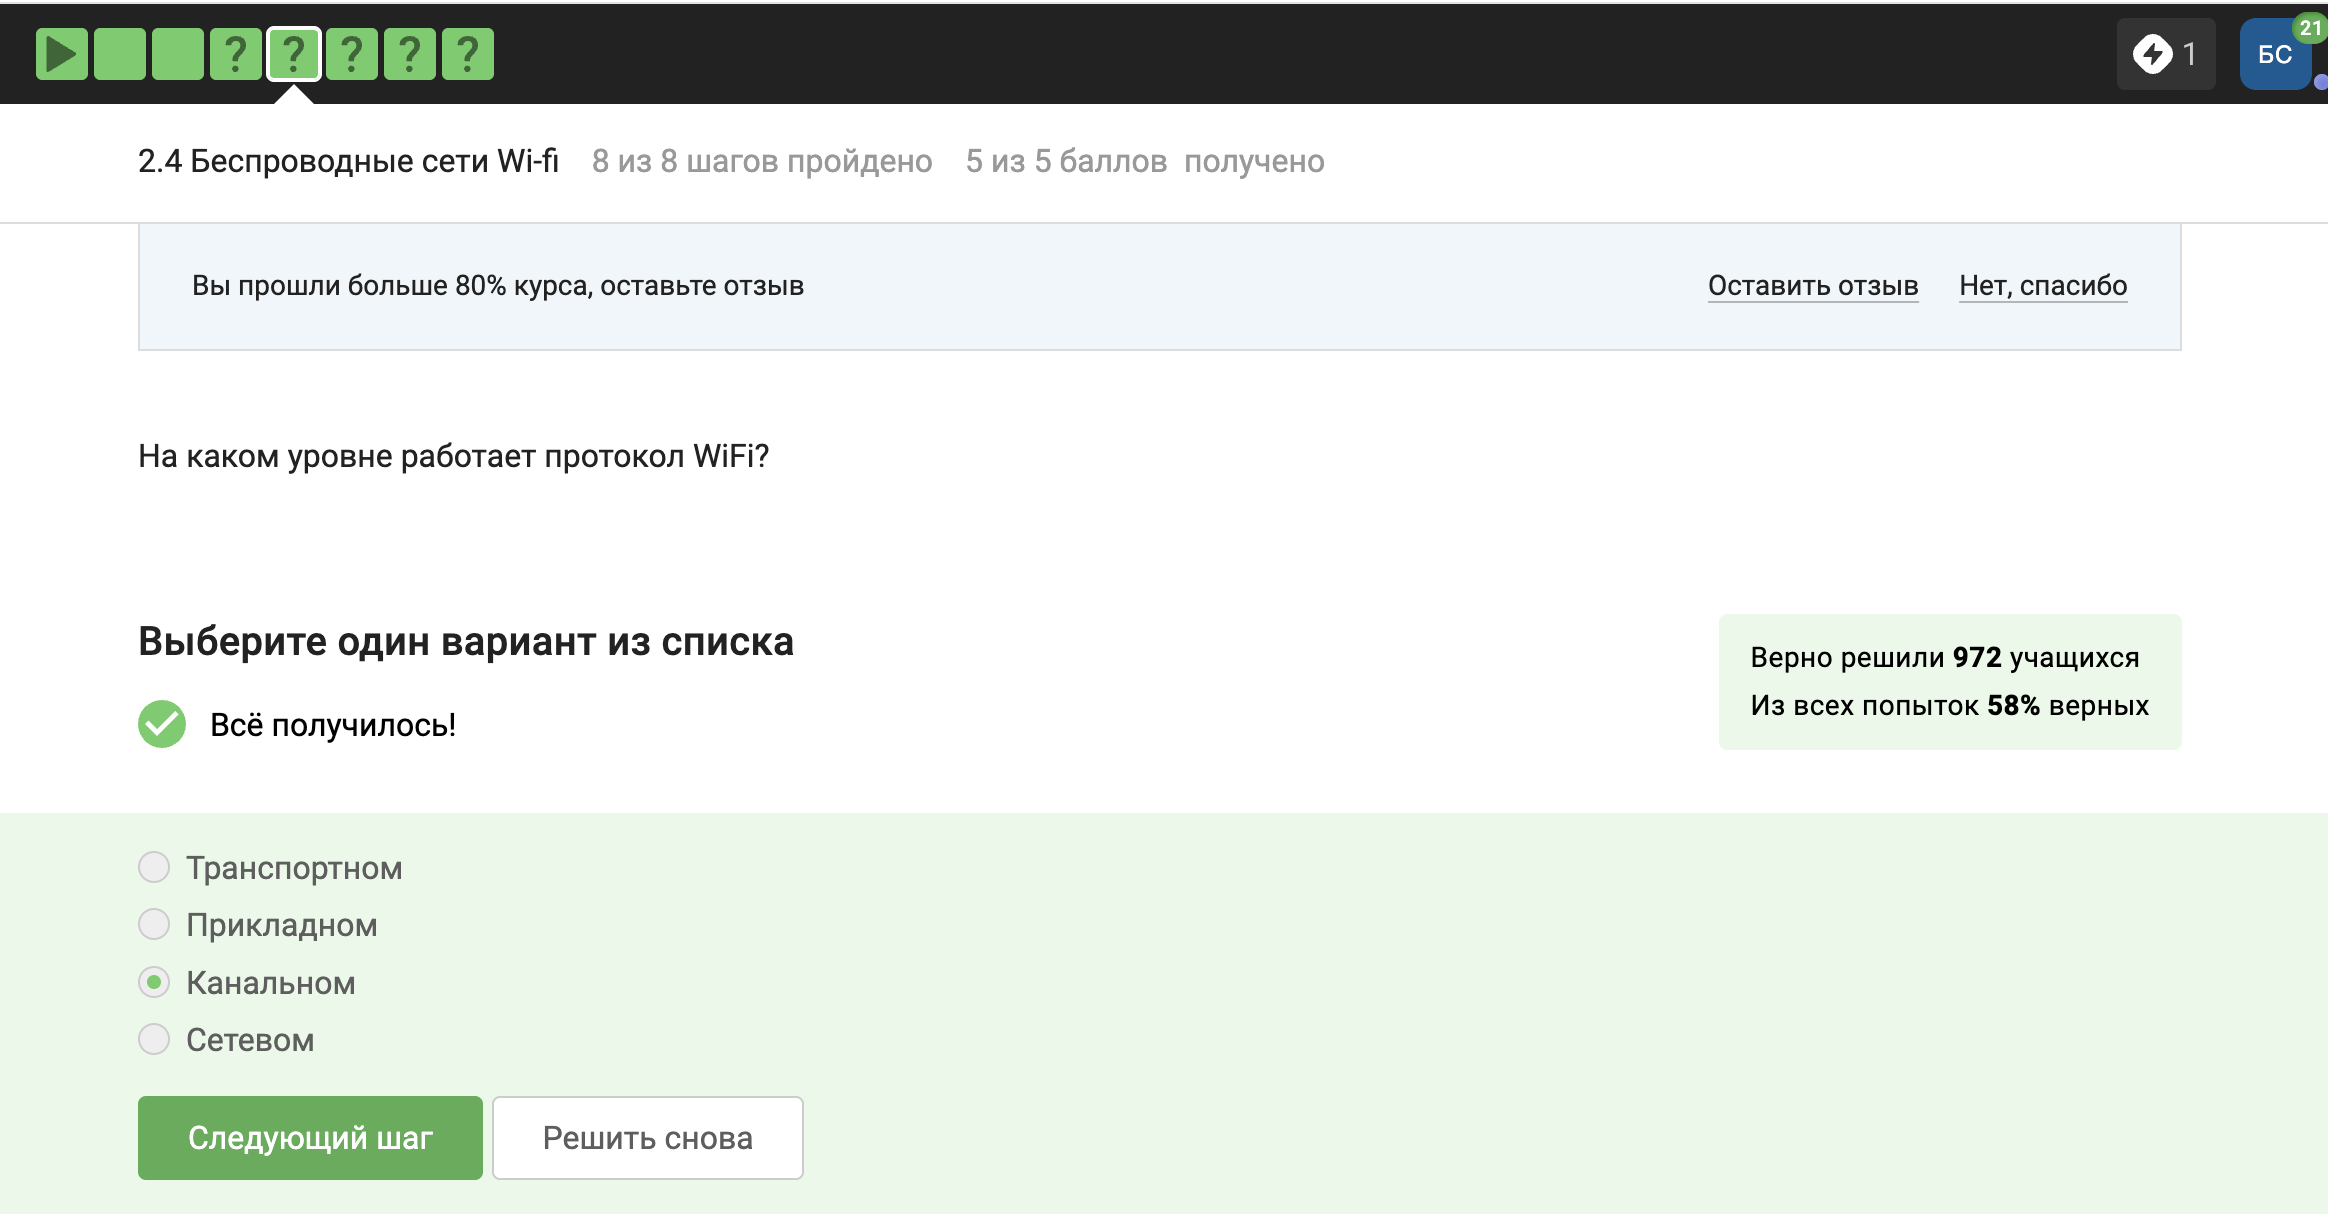 ? ? ? ? ?
1
БС
21
2.4 Беспроводные сети Wi-fi 8 из 8 шагов пройдено 5 из 5 баллов получено
Вы прошли больше 80% курса, оставьте отзыв Оставить отзыв Нет, спасибо
На каком уровне работает протокол WiFi?
Выберите один вариант из списка
Всё получилось!
Верно решили 972 учащихся
Из всех попыток 58% верных
Транспортном
Прикладном
Канальном
Сетевом
Следующий шаг Решить снова